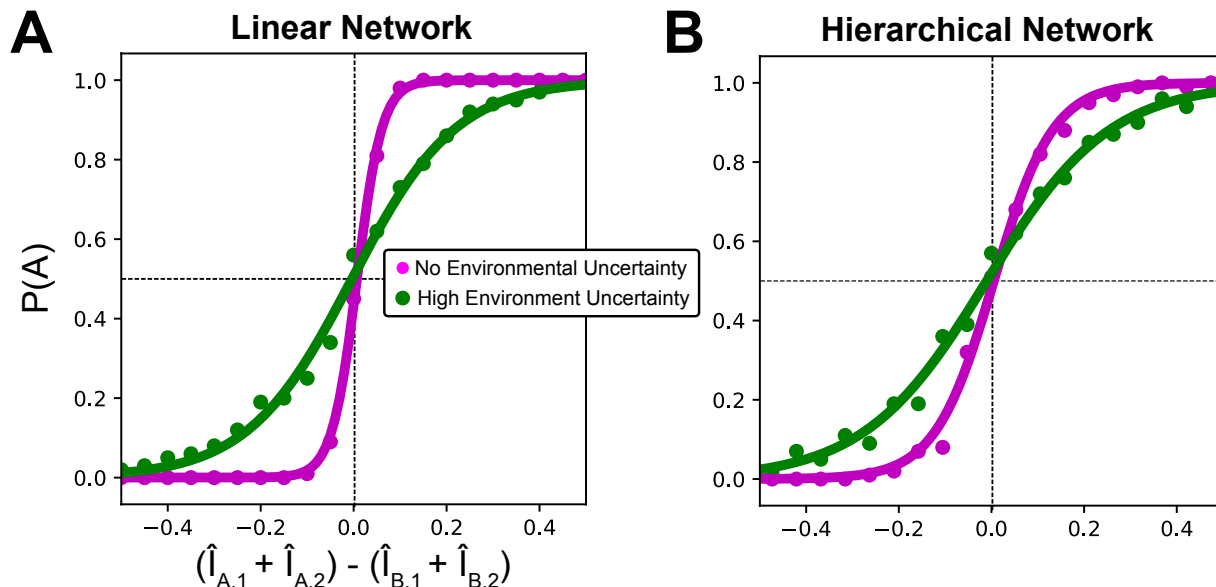 A
Linear Network
P(A)
1.0
0.8
0.6
0.4
0.2
0.0
−0.4
−0.2
0.0
0.2
0.4
(Î_A,1 + Î_A,2) - (Î_B,1 + Î_B,2)
No Environmental Uncertainty
High Environment Uncertainty
B
Hierarchical Network
1.0
0.8
0.6
0.4
0.2
0.0
−0.4
−0.2
0.0
0.2
0.4